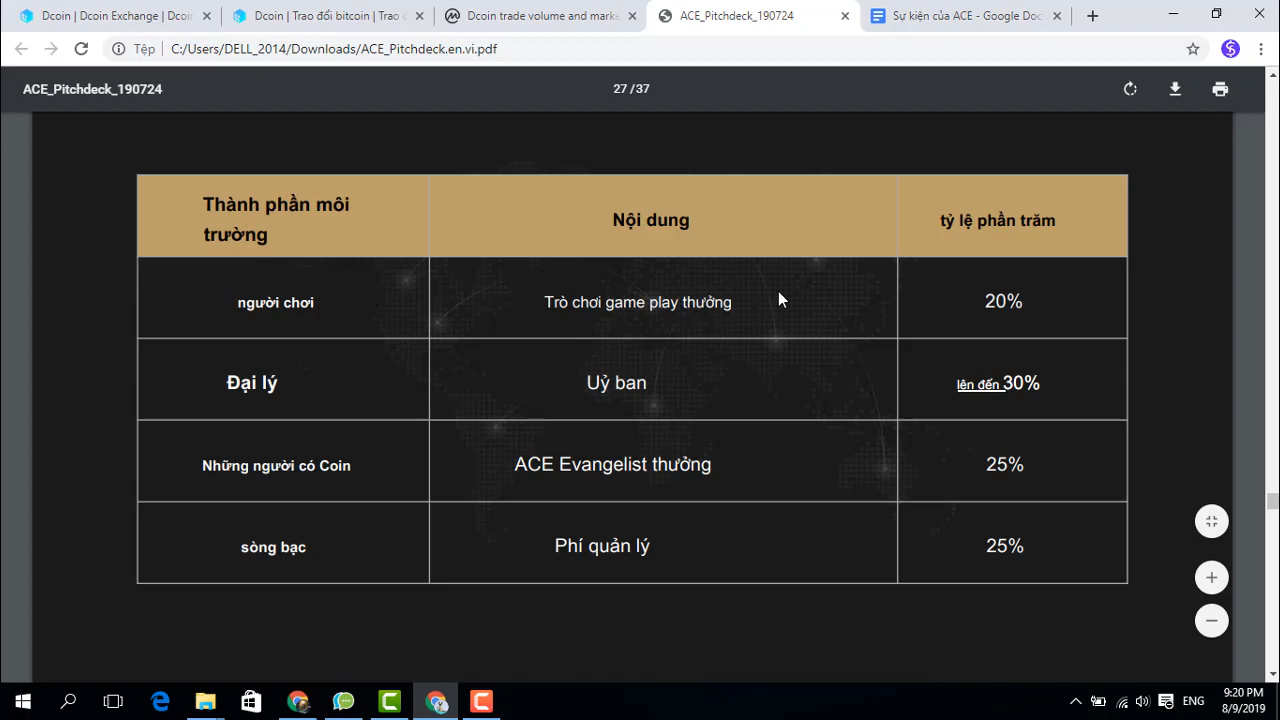 Dcoin | Dcoin Exchange | Dcoin
Dcoin | Trao đổi bitcoin | Trao đ
Dcoin trade volume and marke
ACE_Pitchdeck_190724
Sự kiện của ACE - Google Doc
Tệp
C:/Users/DELL_2014/Downloads/ACE_Pitchdeck.en.vi.pdf
ACE_Pitchdeck_190724
27 / 37
Thành phần môi
trường
Nội dung
tỷ lệ phần trăm
người chơi
Trò chơi game play thưởng
20%
Đại lý
Uỷ ban
lên đến 30%
Những người có Coin
ACE Evangelist thưởng
25%
sòng bạc
Phí quản lý
25%
ENG
9:20 PM
8/9/2019